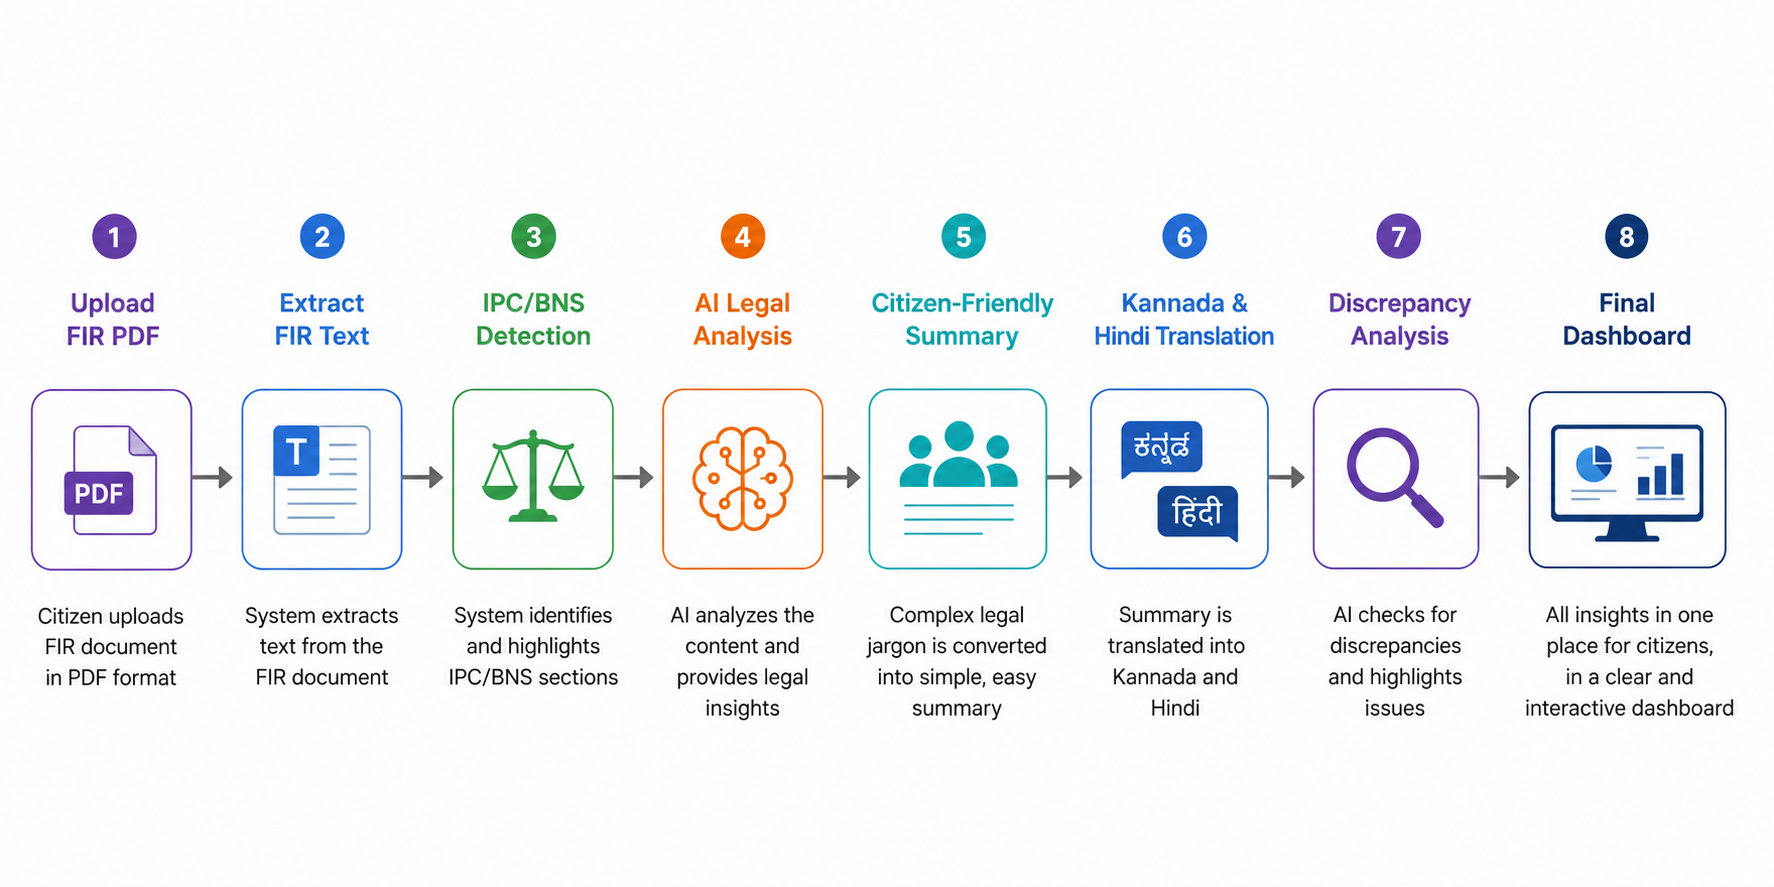 1
Upload
FIR PDF
PDF
Citizen uploads
FIR document
in PDF format
2
Extract
FIR Text
T
System extracts
text from the
FIR document
3
IPC/BNS
Detection
System identifies
and highlights
IPC/BNS sections
4
AI Legal
Analysis
AI analyzes the
content and
provides legal
insights
5
Citizen-Friendly
Summary
Complex legal
jargon is converted
into simple, easy
summary
6
Kannada &
Hindi Translation
ಕನ್ನಡ
हिंदी
Summary is
translated into
Kannada and
Hindi
7
Discrepancy
Analysis
AI checks for
discrepancies
and highlights
issues
8
Final
Dashboard
All insights in one
place for citizens,
in a clear and
interactive dashboard